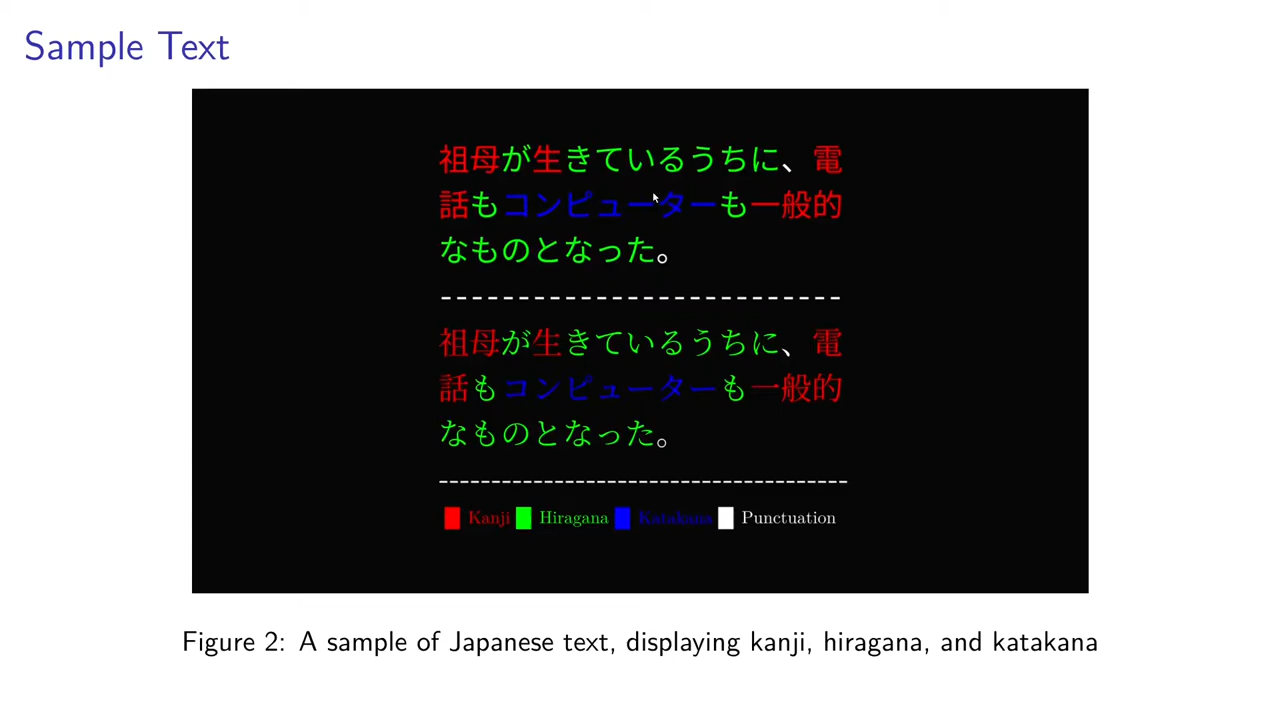 Sample Text
祖母が生きているうちに、電
話もコンピューターも一般的
なものとなった。
--------------------------
祖母が生きているうちに、電
話もコンピューターも一般的
なものとなった。
---------------------------------------
Kanji Hiragana Katakana Punctuation
Figure 2: A sample of Japanese text, displaying kanji, hiragana, and katakana